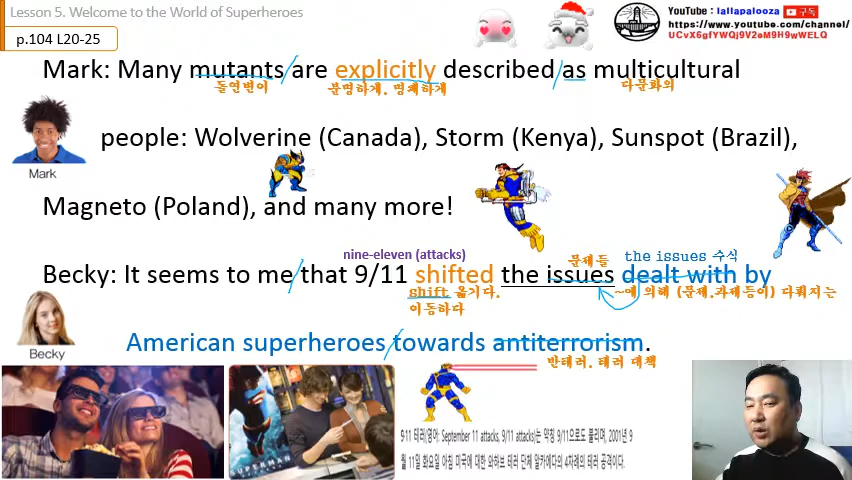 Lesson 5. Welcome to the World of Superheroes
p.104 L20-25
YouTube : lallapalooza 구독
https://www.youtube.com/channel/
UCvX6gfYWQj9V2eM9H9wWELQ
Mark: Many mutants are explicitly described as multicultural
돌연변이 분명하게. 명쾌하게 다문화의
people: Wolverine (Canada), Storm (Kenya), Sunspot (Brazil),
Mark
Magneto (Poland), and many more!
nine-eleven (attacks) 문제들 the issues 수식
Becky: It seems to me that 9/11 shifted the issues dealt with by
shift 옮기다. ~에 의해 (문제.과제등이) 다뤄지는
이동하다
American superheroes towards antiterrorism.
Becky
반테러. 테러 대책
SUPERMAN
9·11 테러(영어: September 11 attacks, 9/11 attacks)는 약칭 9/11으로도 불리며, 2001년 9
월 11일 화요일 아침 미국에 대한 와하브 테러 단체 알카에다의 4차례의 테러 공격이다.